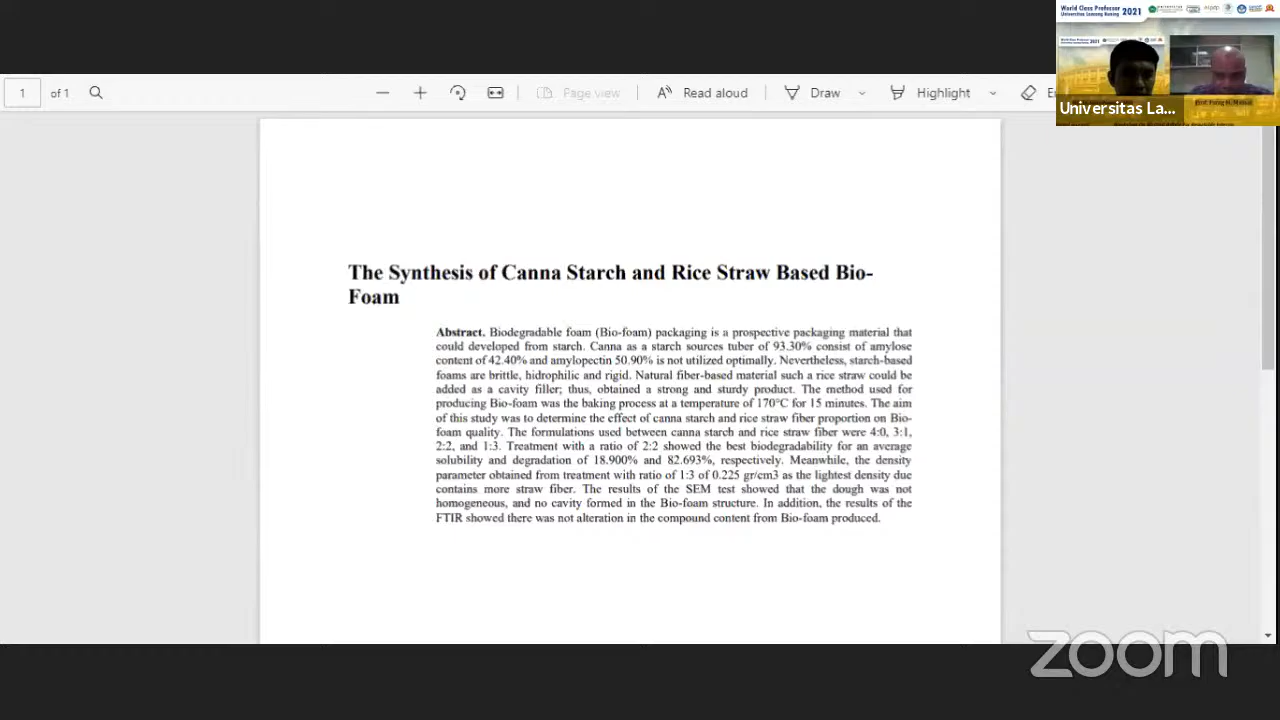 World Class Professor
Universitas Lampung Bidang 2021
1 of 1 Page view Read aloud Draw Highlight
Universitas La...
The Synthesis of Canna Starch and Rice Straw Based Bio-
Foam
Abstract. Biodegradable foam (Bio-foam) packaging is a prospective packaging material that
could developed from starch. Canna as a starch sources tuber of 93.30% consist of amylose
content of 42.40% and amylopectin 50.90% is not utilized optimally. Nevertheless, starch-based
foams are brittle, hidrophilic and rigid. Natural fiber-based material such a rice straw could be
added as a cavity filler; thus, obtained a strong and sturdy product. The method used for
producing Bio-foam was the baking process at a temperature of 170°C for 15 minutes. The aim
of this study was to determine the effect of canna starch and rice straw fiber proportion on Bio-
foam quality. The formulations used between canna starch and rice straw fiber were 4:0, 3:1,
2:2, and 1:3. Treatment with a ratio of 2:2 showed the best biodegradability for an average
solubility and degradation of 18.900% and 82.693%, respectively. Meanwhile, the density
parameter obtained from treatment with ratio of 1:3 of 0.225 gr/cm3 as the lightest density due
contains more straw fiber. The results of the SEM test showed that the dough was not
homogeneous, and no cavity formed in the Bio-foam structure. In addition, the results of the
FTIR showed there was not alteration in the compound content from Bio-foam produced.
zoom